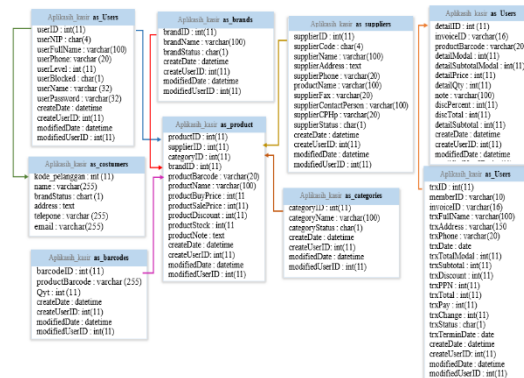 Aplikasih_kasir as_Users
userID : int(11)
userNIP : char(4)
userFullName : varchar(100)
userPhone : varchar(20)
userLevel : int(11)
userBlocked : char(1)
userName : varchar(32)
userPassword : varchar(32)
createDate : datetime
createUserID : int(11)
modifiedDate : datetime
modifiedUserID : int(11)
Aplikasih_kasir as_brands
brandID : int(11)
brandName : varchar(100)
brandStatus : char(1)
createDate : datetime
createUserID : int(11)
modifiedDate : datetime
modifiedUserID : int(11)
Aplikasih_kasir as_suppliers
supplierID : int(11)
supplierCode : char(4)
supplierName : varchar(100)
supplierAddress : text
supplierPhone : varchar(20)
productName : varchar(100)
supplierFax : varchar(20)
supplierContactPerson : varchar(100)
supplierCPHp : varchar(20)
supplierStatus : char(1)
createDate : datetime
createUserID : int(11)
modifiedDate : datetime
modifiedUserID : int(11)
Aplikasih_kasir as_Users
detailID : int (11)
invoiceID : varchar(16)
productBarcode : varchar(20)
detailModal : int(11)
detailSubtotalModal : int(11)
detailPrice : int(11)
detailQty : int(11)
note : varchar(100)
discPercent : int(11)
discTotal : int(11)
detailSubtotal : int(11)
createDate : datetime
createUserID : int(11)
modifiedDate : datetime
Aplikasih_kasir as_product
productID : int(11)
supplierID : int(11)
categoryID : int(11)
brandID : int(11)
productBarcode : varchar(20)
productName : varchar(100)
productBuyPrice : int(11
productSalePrice : int(11)
productDiscount : int(11)
productStock : int(11)
productNote : text
createDate : datetime
createUserID: int(11)
modifiedDate : datetime
modifiedUserID : int(11)
Aplikasih_kasir as_costumers
kode_pelanggan : int(11)
name : varchar(255)
brandStatus : chart (1)
address : text
telepone : varchar (255)
email : varchar(255)
Aplikasih_kasir as_categories
categoryID : int(11)
categoryName : varchar(100)
categoryStatus : char(1)
createDate : datetime
createUserID : int(11)
modifiedDate : datetime
modifiedUserID : int(11)
Aplikasih_kasir as_Users
trxID : int(11)
memberID : varchar(10)
invoiceID : varchar(16)
trxFullName : varchar(100)
trxAddress : varchar(150
trxPhone : varchar(20)
trxDate : date
trxTotalModal : int(11)
trxSubtotal : int(11)
trxDiscount : int(11)
trxPPN : int(11)
trxTotal : int(11)
trxPay : int(11)
trxChange : int(11)
trxStatus : char(1)
trxTerminDate : date
createDate : datetime
createUserID : int(11)
modifiedDate : datetime
modifiedUserID : int(11)
Aplikasih_kasir as_barcodes
barcodeID : int (11)
productBarcode : varchar (255)
Qyt : int (11)
createDate : datetime
createUserID: int(11)
modifiedDate : datetime
modifiedUserID : int(11)